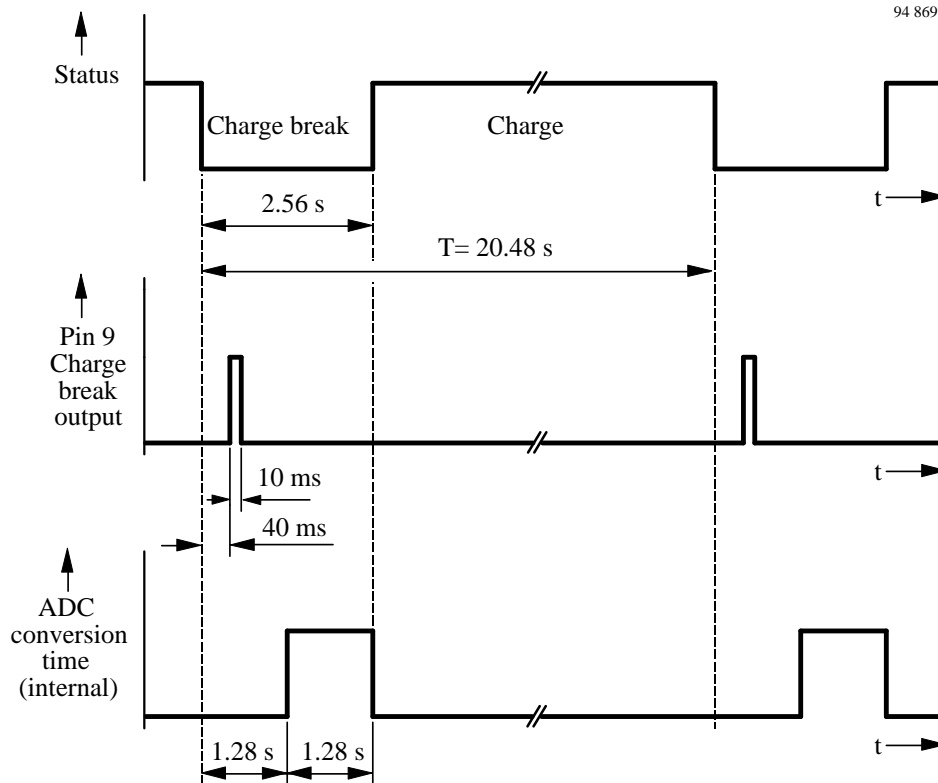 94 869
Status
Charge break
Charge
t
2.56 s
T= 20.48 s
Pin 9
Charge
break
output
t
10 ms
40 ms
ADC
conversion
time
(internal)
t
1.28 s
1.28 s